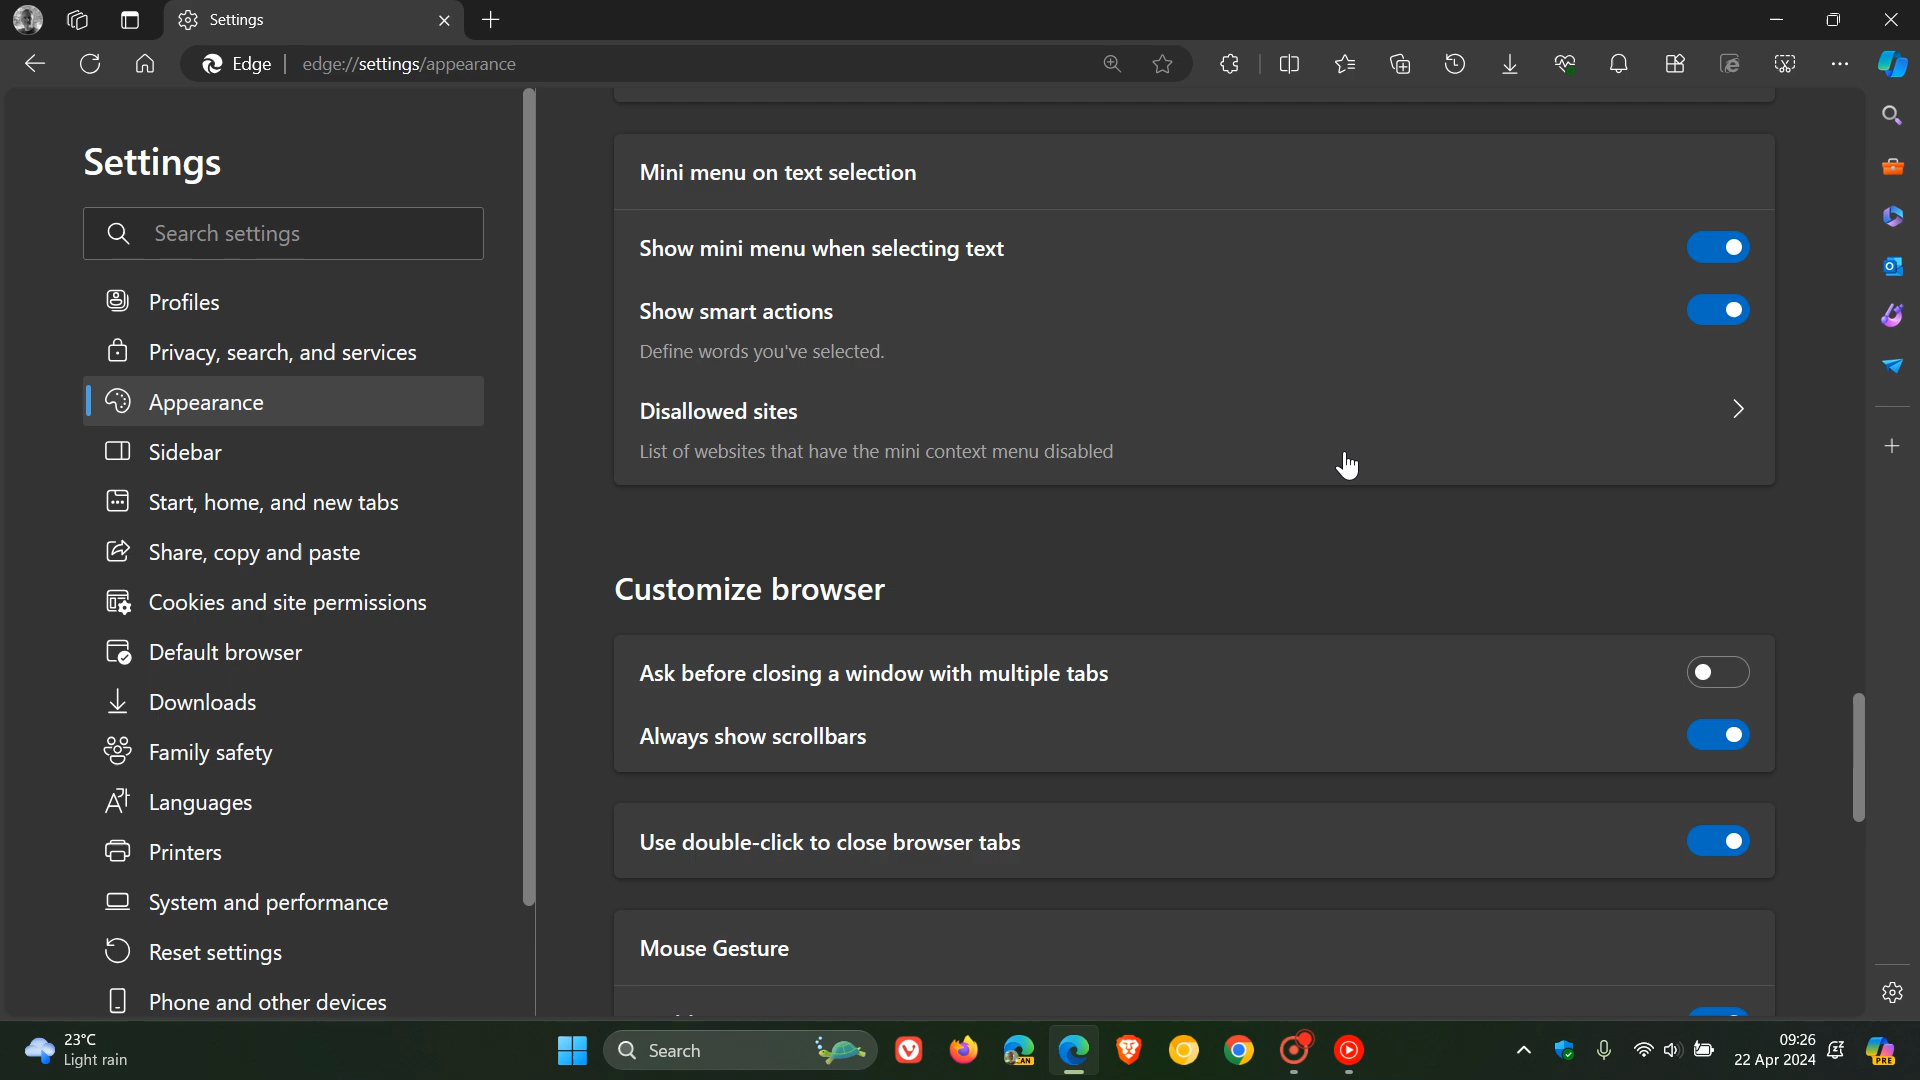 Settings
Edge
edge://settings/appearance
Settings
Search settings
Profiles
Privacy, search, and services
Appearance
Sidebar
Start, home, and new tabs
Share, copy and paste
Cookies and site permissions
Default browser
Downloads
Family safety
Languages
Printers
System and performance
Reset settings
Phone and other devices
Mini menu on text selection
Show mini menu when selecting text
Show smart actions
Define words you've selected.
Disallowed sites
List of websites that have the mini context menu disabled
Customize browser
Ask before closing a window with multiple tabs
Always show scrollbars
Use double-click to close browser tabs
Mouse Gesture
23°C
Light rain
Search
CAN
09:26
22 Apr 2024
PRE